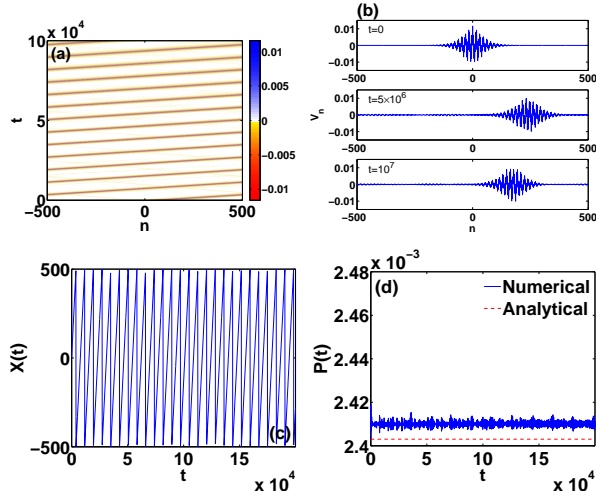 (a)
10 x 10^4
5
0
t
-500 0 500
n
0.01
0.005
0
-0.005
-0.01
(b)
t=0
0.01
0
-0.01
-500 0 500
t=5×10^6
0.01
0
-0.01
-500 0 500
V_n
t=10^7
0.01
0
-0.01
-500 0 500
n
500
0
-500
X(t)
(c)
0 5 10 15 20
t
x 10^4
x 10^-3
2.48
2.46
2.44
2.42
2.4
P(t)
(d)
Numerical
Analytical
0 5 10 15 20
t
x 10^4